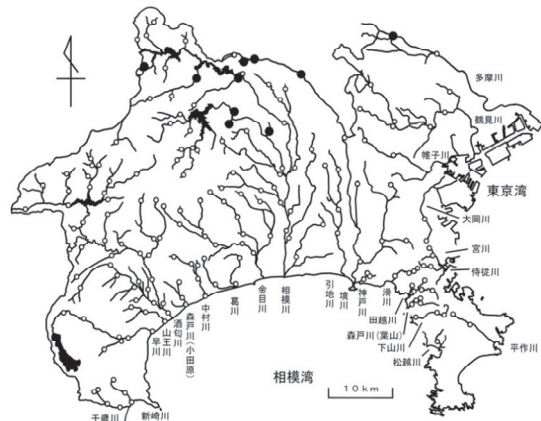 多摩川
鶴見川
帷子川
東京湾
大岡川
宮川
侍従川
平作川
滑川
田越川
森戸川(葉山)
下山川
松越川
神戸川
境川
引地川
相模川
金目川
葛川
中村川
森戸川(小田原)
酒匂川
山王川
早川
新崎川
千歳川
相模湾
10km